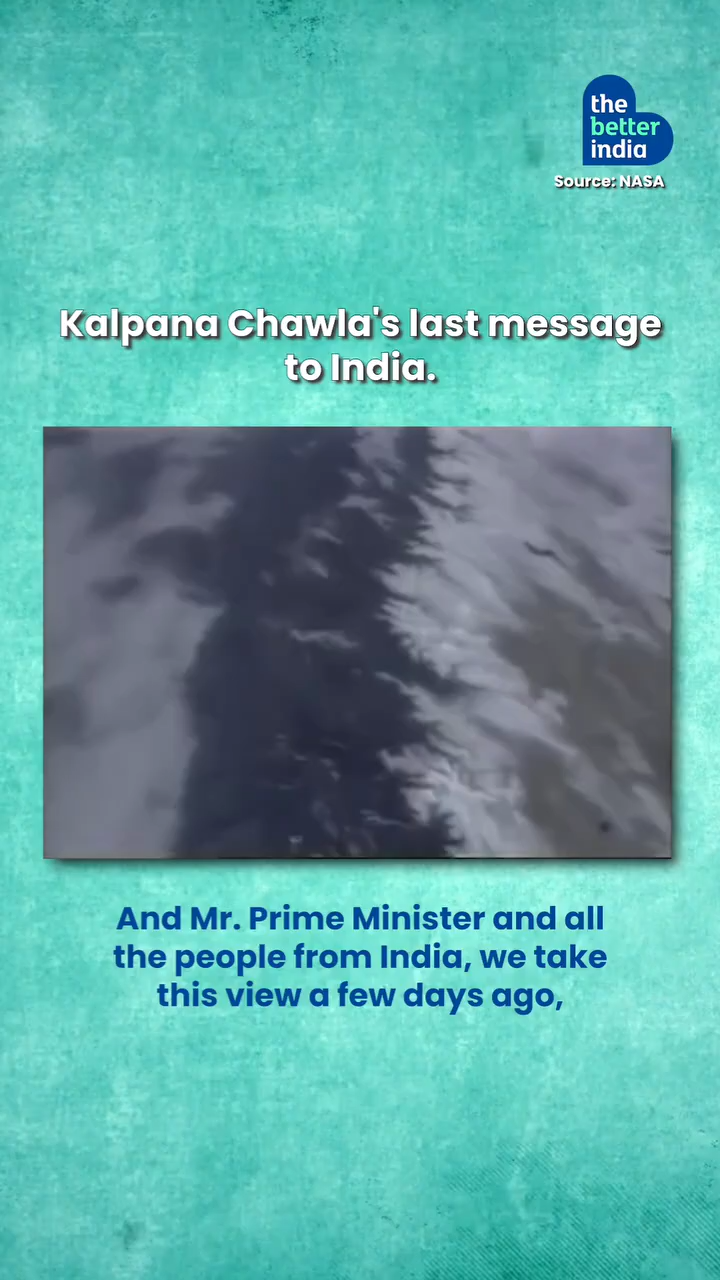 the
better
india
Source: NASA
Kalpana Chawla's last message
to India.
And Mr. Prime Minister and all
the people from India, we take
this view a few days ago,